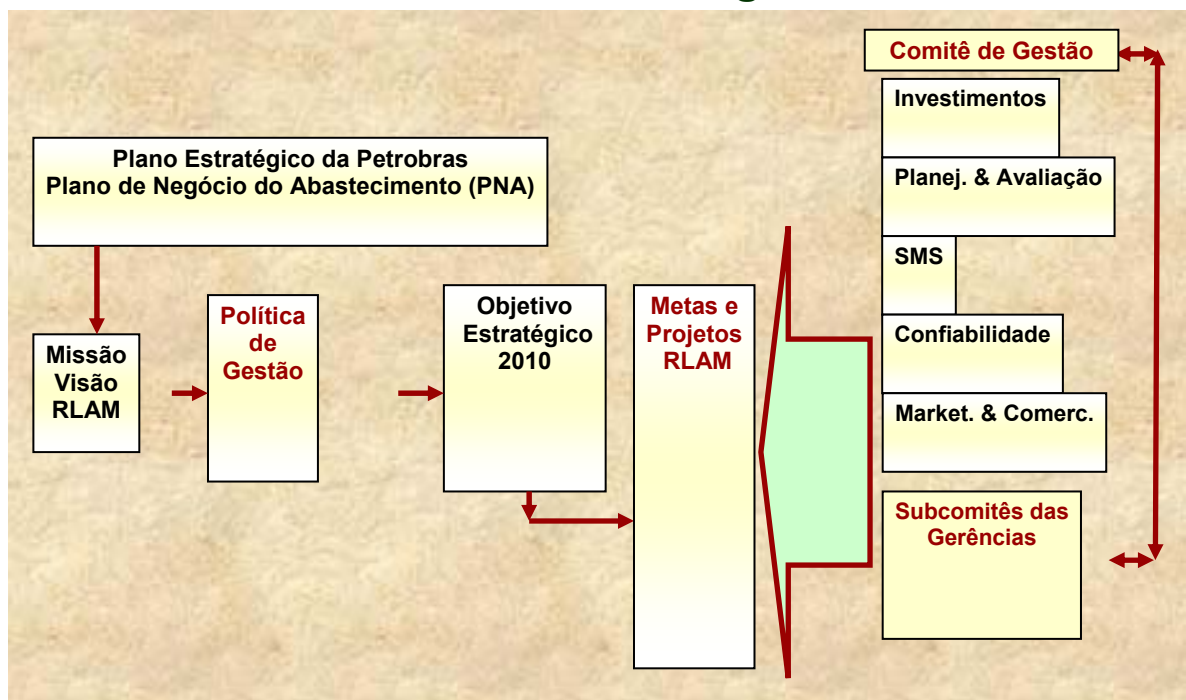 Plano Estratégico da Petrobras
Plano de Negócio do Abastecimento (PNA)
Missão
Visão
RLAM
Política
de
Gestão
Objetivo
Estratégico
2010
Metas e
Projetos
RLAM
Comitê de Gestão
Investimentos
Planej. & Avaliação
SMS
Confiabilidade
Market. & Comerc.
Subcomitês das
Gerências